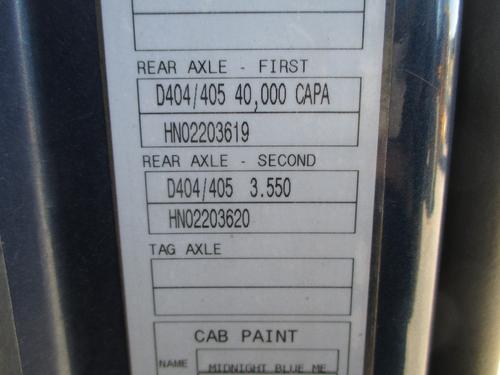 REAR AXLE - FIRST
D404/405 40,000 CAPA
HN02203619
REAR AXLE - SECOND
D404/405 3.550
HN02203620
TAG AXLE
CAB PAINT
NAME MIDNIGHT BLUE ME